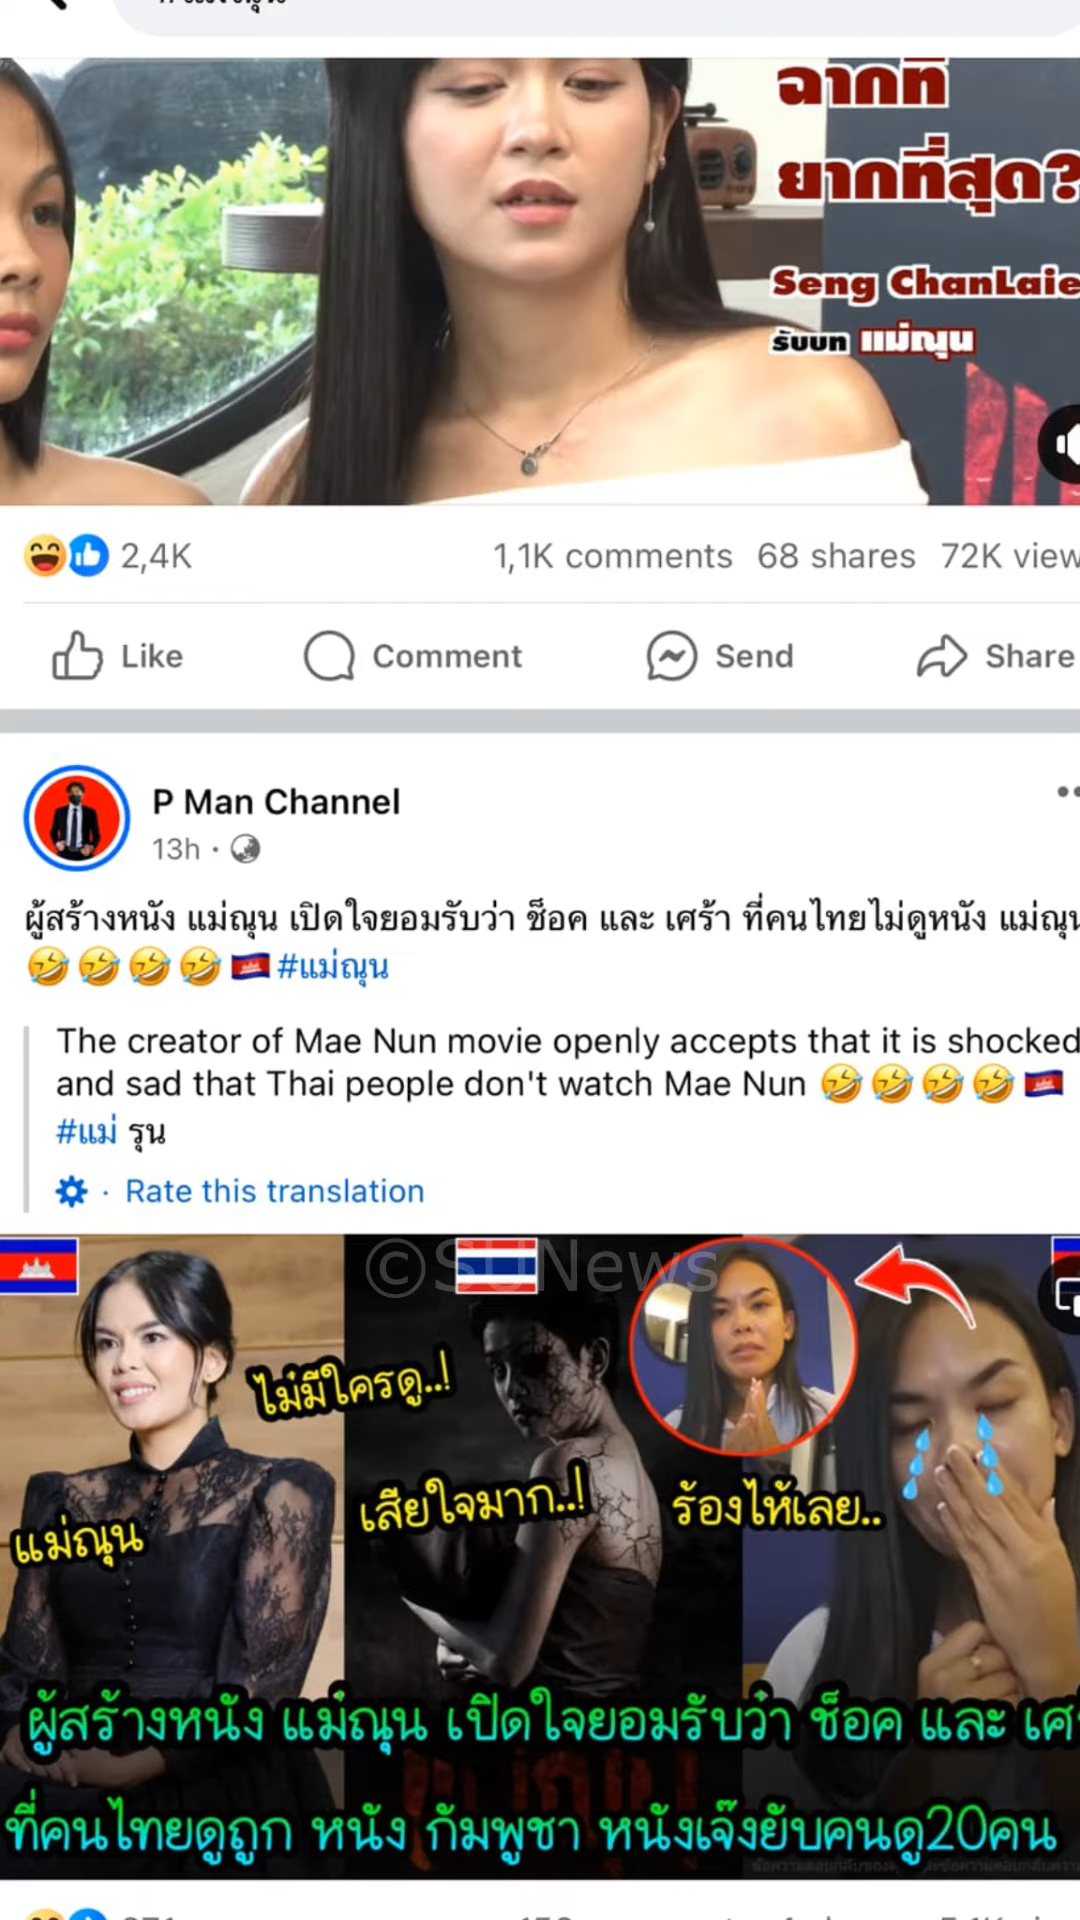 ฉากที่
ยากที่สุด?
Seng ChanLaie
รับบท แม่ณุน
2,4K
1,1K comments 68 shares 72K view
Like
Comment
Send
Share
P Man Channel
13h
ผู้สร้างหนัง แม่ณุน เปิดใจยอมรับว่า ช็อค และ เศร้า ที่คนไทยไม่ดูหนัง แม่ณุน
🤣🤣🤣🤣🇰🇭#แม่ณุน
The creator of Mae Nun movie openly accepts that it is shocked
and sad that Thai people don't watch Mae Nun 🤣🤣🤣🤣🇰🇭
#แม่ รุน
Rate this translation
©SUNews
ไม่มีใครดู..!
เสียใจมาก..!
ร้องไห้เลย..
แม่ณุน
ผู้สร้างหนัง แม่ณุน เปิดใจยอมรับว่า ช็อค และ เศ
ที่คนไทยดูถูก หนัง กัมพูชา หนังเจ๊งยับคนดู20คน